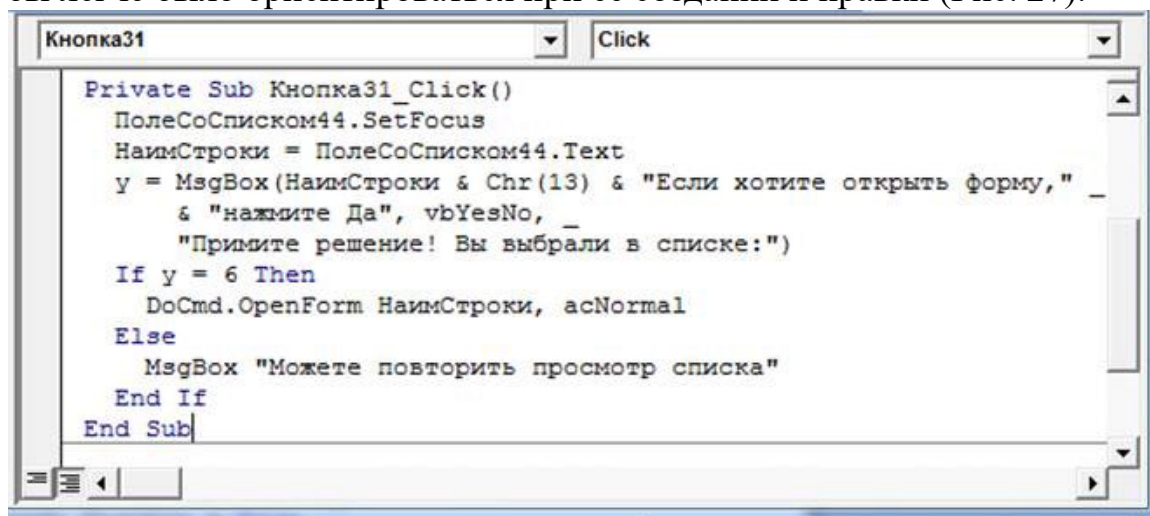 Кнопка31 Click
Private Sub Кнопка31_Click()
ПолеСоСписком44.SetFocus
НаимСтроки = ПолеСоСписком44.Text
y = MsgBox(НаимСтроки & Chr(13) & "Если хотите открыть форму," _
& "нажмите Да", vbYesNo, _
"Примите решение! Вы выбрали в списке:")
If y = 6 Then
DoCmd.OpenForm НаимСтроки, acNormal
Else
MsgBox "Можете повторить просмотр списка"
End If
End Sub